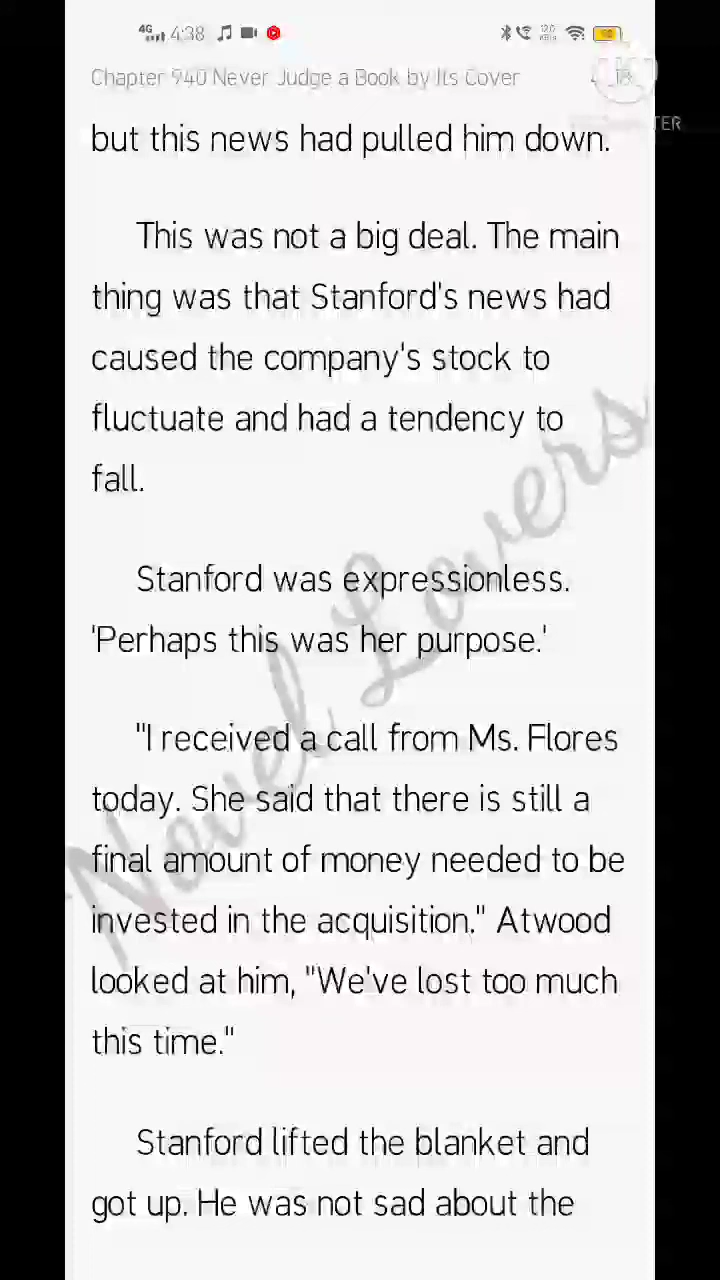 4G 4:38
Chapter 940 Never Judge a Book by Its Cover
but this news had pulled him down.
This was not a big deal. The main
thing was that Stanford's news had
caused the company's stock to
fluctuate and had a tendency to
fall.
Stanford was expressionless.
'Perhaps this was her purpose.'
"I received a call from Ms. Flores
today. She said that there is still a
final amount of money needed to be
invested in the acquisition." Atwood
looked at him, "We've lost too much
this time."
Stanford lifted the blanket and
got up. He was not sad about the
Novel Lovers